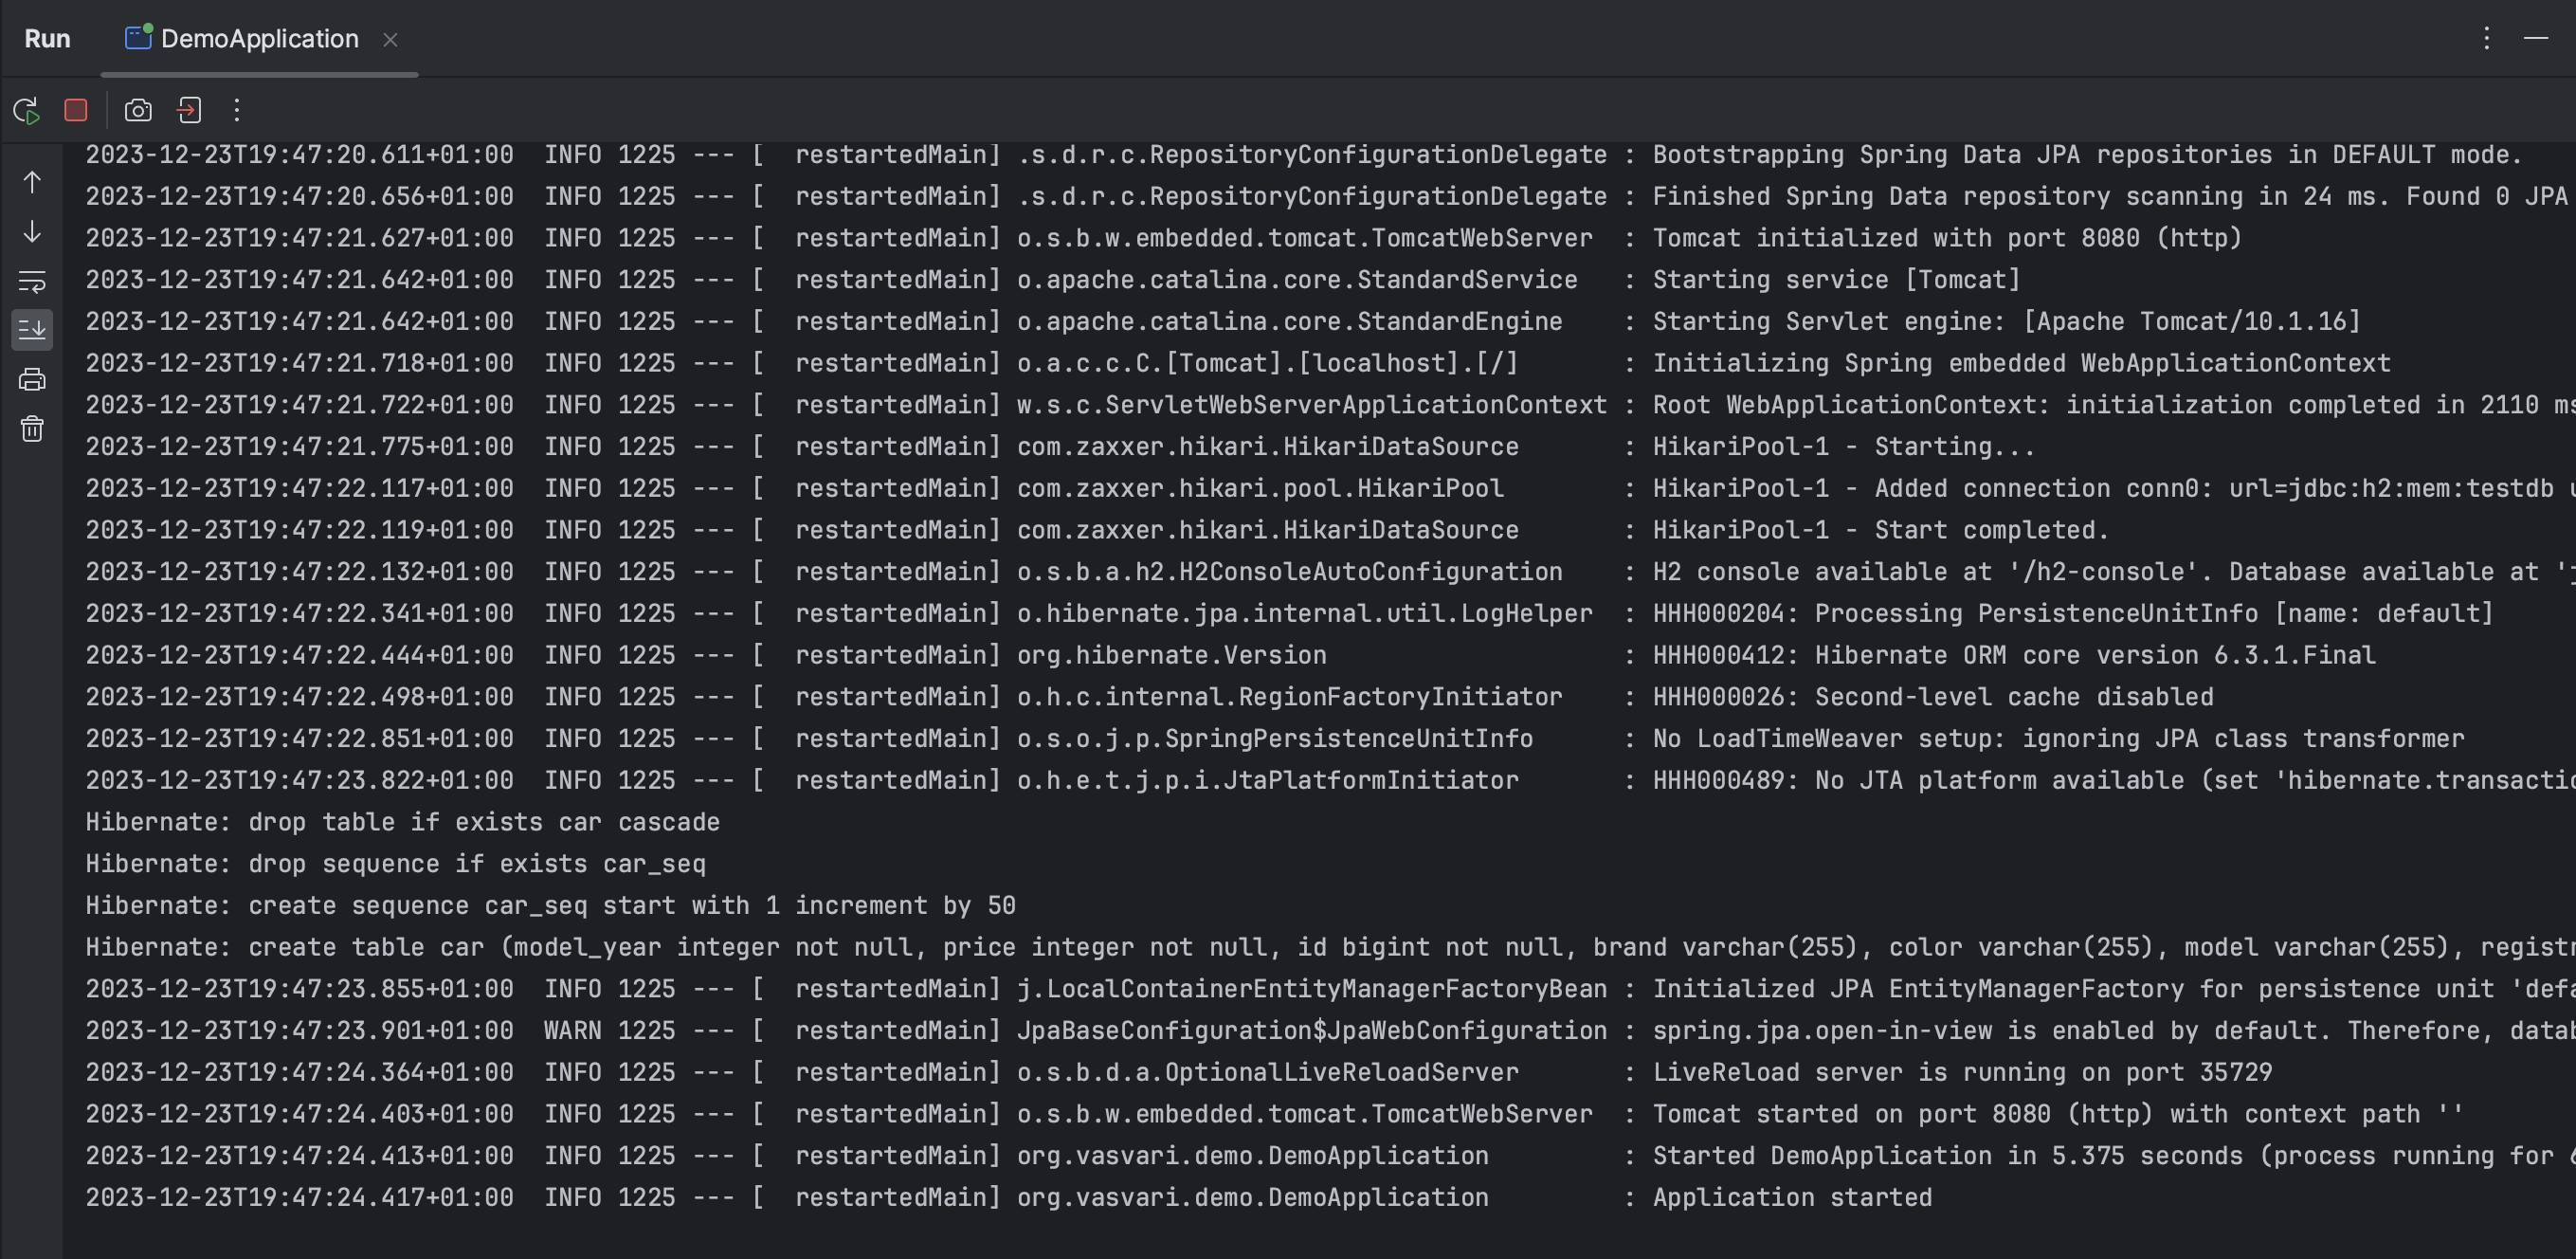 Run DemoApplication
2023-12-23T19:47:20.611+01:00  INFO 1225 --- [  restartedMain] .s.d.r.c.RepositoryConfigurationDelegate : Bootstrapping Spring Data JPA repositories in DEFAULT mode.
2023-12-23T19:47:20.656+01:00  INFO 1225 --- [  restartedMain] .s.d.r.c.RepositoryConfigurationDelegate : Finished Spring Data repository scanning in 24 ms. Found 0 JPA
2023-12-23T19:47:21.627+01:00  INFO 1225 --- [  restartedMain] o.s.b.w.embedded.tomcat.TomcatWebServer  : Tomcat initialized with port 8080 (http)
2023-12-23T19:47:21.642+01:00  INFO 1225 --- [  restartedMain] o.apache.catalina.core.StandardService   : Starting service [Tomcat]
2023-12-23T19:47:21.642+01:00  INFO 1225 --- [  restartedMain] o.apache.catalina.core.StandardEngine    : Starting Servlet engine: [Apache Tomcat/10.1.16]
2023-12-23T19:47:21.718+01:00  INFO 1225 --- [  restartedMain] o.a.c.c.C.[Tomcat].[localhost].[/]       : Initializing Spring embedded WebApplicationContext
2023-12-23T19:47:21.722+01:00  INFO 1225 --- [  restartedMain] w.s.c.ServletWebServerApplicationContext : Root WebApplicationContext: initialization completed in 2110 ms
2023-12-23T19:47:21.775+01:00  INFO 1225 --- [  restartedMain] com.zaxxer.hikari.HikariDataSource       : HikariPool-1 - Starting...
2023-12-23T19:47:22.117+01:00  INFO 1225 --- [  restartedMain] com.zaxxer.hikari.pool.HikariPool        : HikariPool-1 - Added connection conn0: url=jdbc:h2:mem:testdb
2023-12-23T19:47:22.119+01:00  INFO 1225 --- [  restartedMain] com.zaxxer.hikari.HikariDataSource       : HikariPool-1 - Start completed.
2023-12-23T19:47:22.132+01:00  INFO 1225 --- [  restartedMain] o.s.b.a.h2.H2ConsoleAutoConfiguration    : H2 console available at '/h2-console'. Database available at '
2023-12-23T19:47:22.341+01:00  INFO 1225 --- [  restartedMain] o.hibernate.jpa.internal.util.LogHelper  : HHH000204: Processing PersistenceUnitInfo [name: default]
2023-12-23T19:47:22.444+01:00  INFO 1225 --- [  restartedMain] org.hibernate.Version                    : HHH000412: Hibernate ORM core version 6.3.1.Final
2023-12-23T19:47:22.498+01:00  INFO 1225 --- [  restartedMain] o.h.c.internal.RegionFactoryInitiator    : HHH000026: Second-level cache disabled
2023-12-23T19:47:22.851+01:00  INFO 1225 --- [  restartedMain] o.s.o.j.p.SpringPersistenceUnitInfo      : No LoadTimeWeaver setup: ignoring JPA class transformer
2023-12-23T19:47:23.822+01:00  INFO 1225 --- [  restartedMain] o.h.e.t.j.p.i.JtaPlatformInitiator       : HHH000489: No JTA platform available (set 'hibernate.transactio
Hibernate: drop table if exists car cascade
Hibernate: drop sequence if exists car_seq
Hibernate: create sequence car_seq start with 1 increment by 50
Hibernate: create table car (model_year integer not null, price integer not null, id bigint not null, brand varchar(255), color varchar(255), model varchar(255), registr
2023-12-23T19:47:23.855+01:00  INFO 1225 --- [  restartedMain] j.LocalContainerEntityManagerFactoryBean : Initialized JPA EntityManagerFactory for persistence unit 'defa
2023-12-23T19:47:23.901+01:00  WARN 1225 --- [  restartedMain] JpaBaseConfiguration$JpaWebConfiguration : spring.jpa.open-in-view is enabled by default. Therefore, datab
2023-12-23T19:47:24.364+01:00  INFO 1225 --- [  restartedMain] o.s.b.d.a.OptionalLiveReloadServer       : LiveReload server is running on port 35729
2023-12-23T19:47:24.403+01:00  INFO 1225 --- [  restartedMain] o.s.b.w.embedded.tomcat.TomcatWebServer  : Tomcat started on port 8080 (http) with context path ''
2023-12-23T19:47:24.413+01:00  INFO 1225 --- [  restartedMain] org.vasvari.demo.DemoApplication         : Started DemoApplication in 5.375 seconds (process running for
2023-12-23T19:47:24.417+01:00  INFO 1225 --- [  restartedMain] org.vasvari.demo.DemoApplication         : Application started